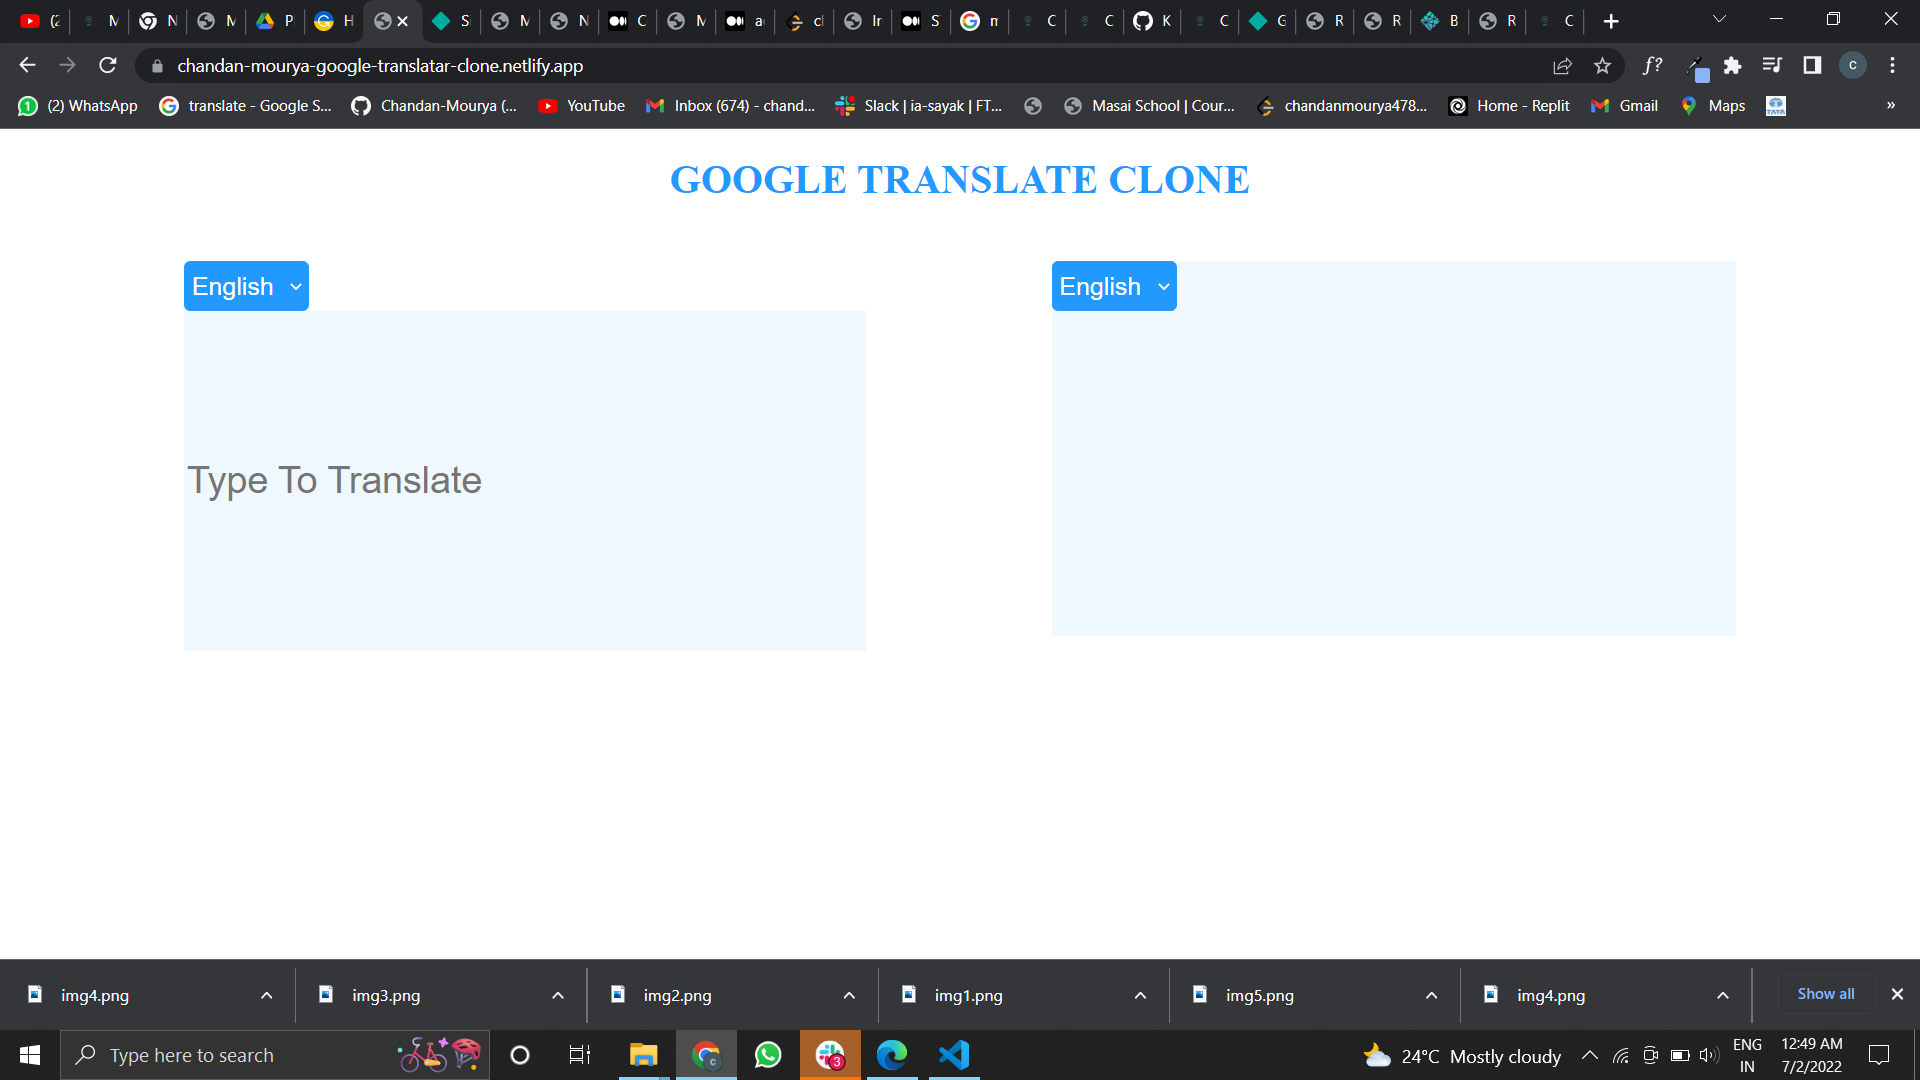 (2 M N M P H S M N C M a cl In S m C C K C G R R B R C
chandan-mourya-google-translatar-clone.netlify.app
f? c
(2) WhatsApp translate - Google S... Chandan-Mourya (... YouTube Inbox (674) - chand... Slack | ia-sayak | FT... Masai School | Cour... chandanmourya478... Home - Replit Gmail Maps TATA »
GOOGLE TRANSLATE CLONE
English English
Type To Translate
img4.png img3.png img2.png img1.png img5.png img4.png Show all
Type here to search 3 24°C Mostly cloudy ENG 12:49 AM
IN 7/2/2022